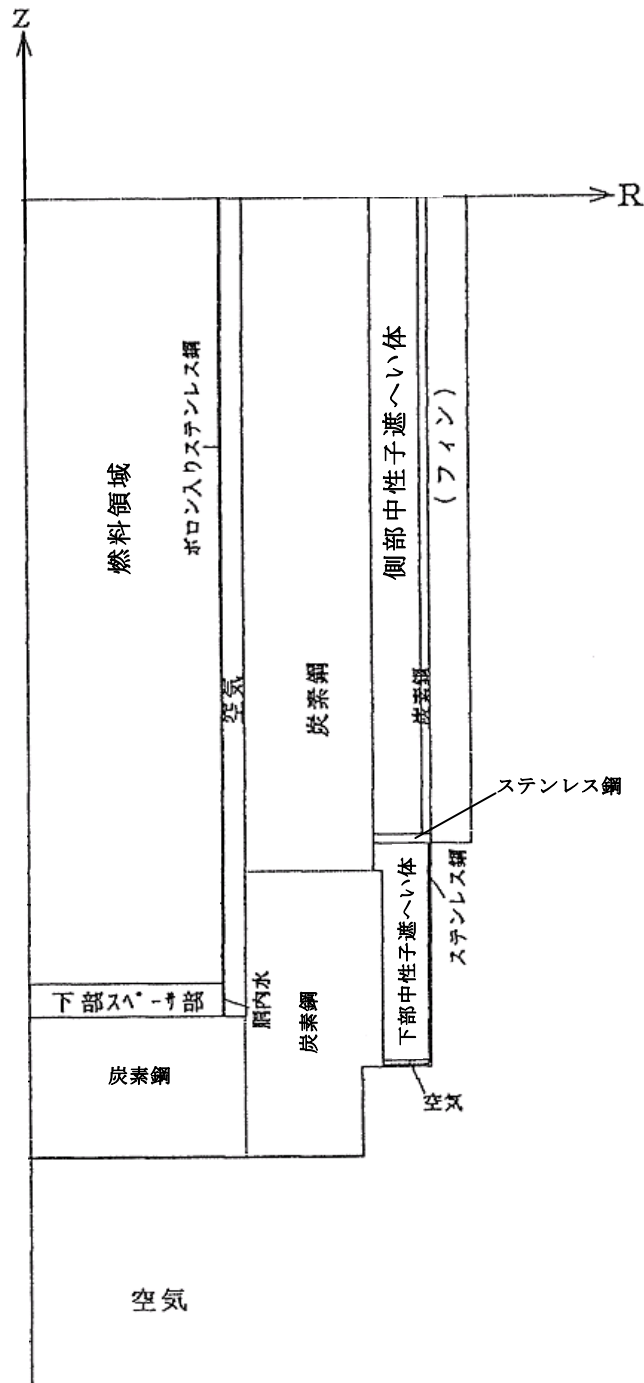 Z
R
燃料領域
ボロン入りステンレス鋼
空気
炭素鋼
側部中性子遮へい体
炭素鋼
(フィン)
ステンレス鋼
下部中性子遮へい体
ステンレス鋼
下部スペーサ部
胴内水
炭素鋼
炭素鋼
空気
空気